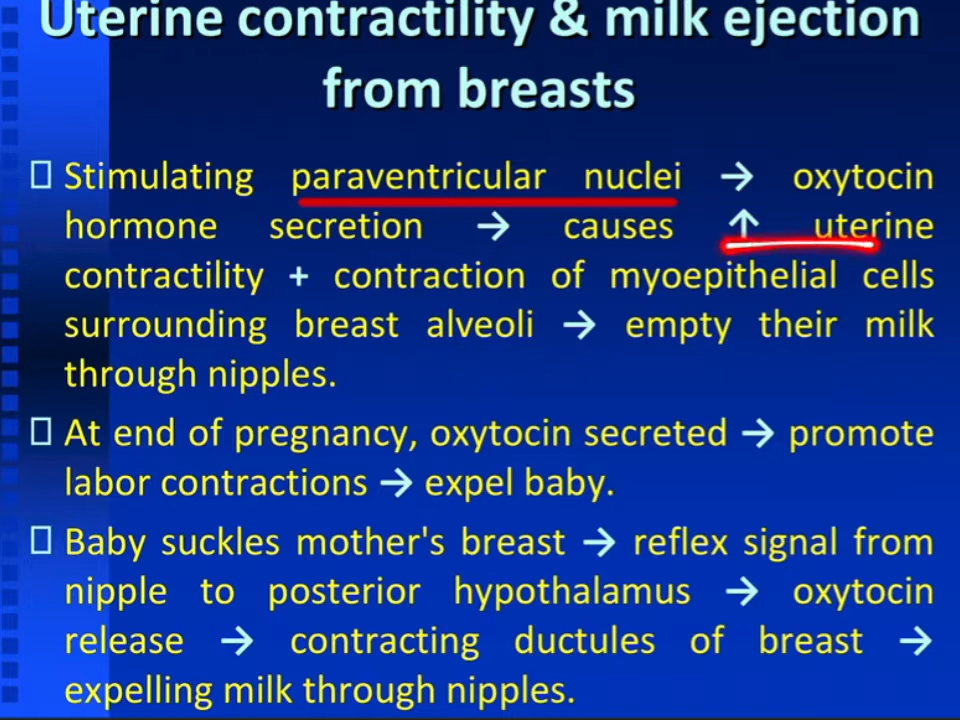 Uterine contractility & milk ejection
from breasts
Stimulating paraventricular nuclei → oxytocin
hormone secretion → causes ↑ uterine
contractility + contraction of myoepithelial cells
surrounding breast alveoli → empty their milk
through nipples.
At end of pregnancy, oxytocin secreted → promote
labor contractions → expel baby.
Baby suckles mother's breast → reflex signal from
nipple to posterior hypothalamus → oxytocin
release → contracting ductules of breast →
expelling milk through nipples.